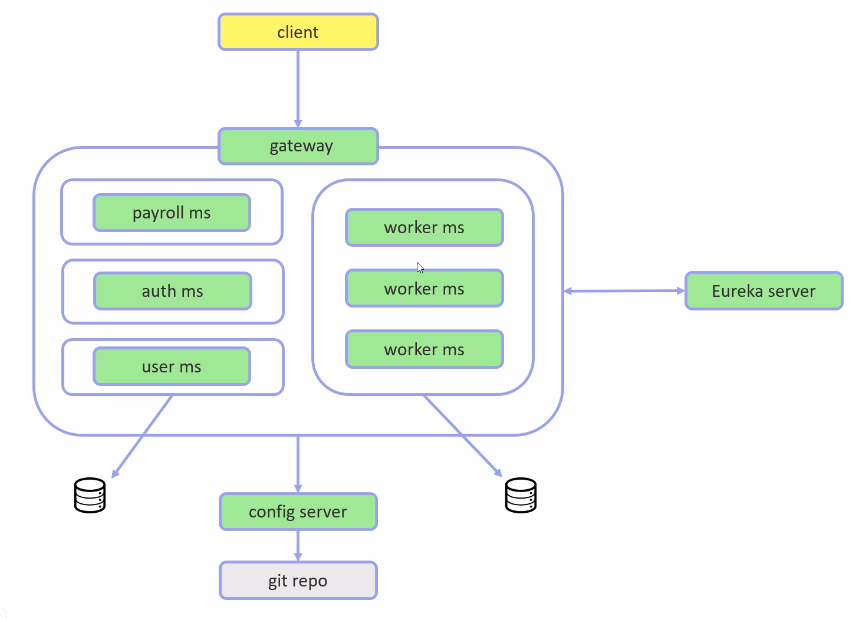 client
gateway
payroll ms
worker ms
auth ms
worker ms
Eureka server
user ms
worker ms
config server
git repo